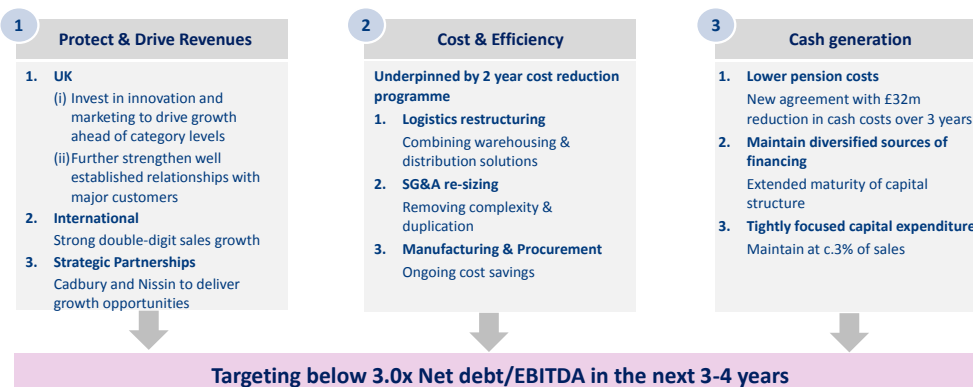 1
Protect & Drive Revenues
1. UK
(i) Invest in innovation and
marketing to drive growth
ahead of category levels
(ii)Further strengthen well
established relationships with
major customers
2. International
Strong double-digit sales growth
3. Strategic Partnerships
Cadbury and Nissin to deliver
growth opportunities
2
Cost & Efficiency
Underpinned by 2 year cost reduction
programme
1. Logistics restructuring
Combining warehousing &
distribution solutions
2. SG&A re-sizing
Removing complexity &
duplication
3. Manufacturing & Procurement
Ongoing cost savings
3
Cash generation
1. Lower pension costs
New agreement with £32m
reduction in cash costs over 3 years
2. Maintain diversified sources of
financing
Extended maturity of capital
structure
3. Tightly focused capital expenditure
Maintain at c.3% of sales
Targeting below 3.0x Net debt/EBITDA in the next 3-4 years